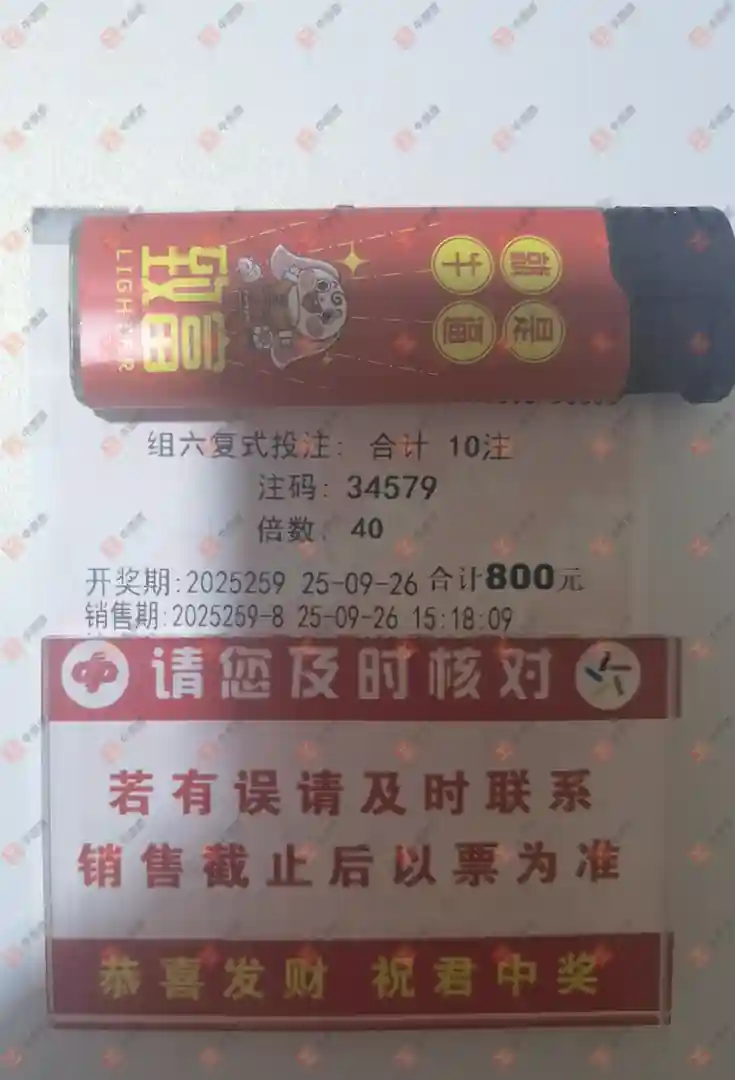 致富
LIGHTER
组六复式投注: 合计 10注
注码: 34579
倍数: 40
开奖期:2025259 25-09-26 合计800元
销售期:2025259-8 25-09-26 15:18:09
请您及时核对
若有误请及时联系
销售截止后以票为准
恭喜发财 祝君中奖